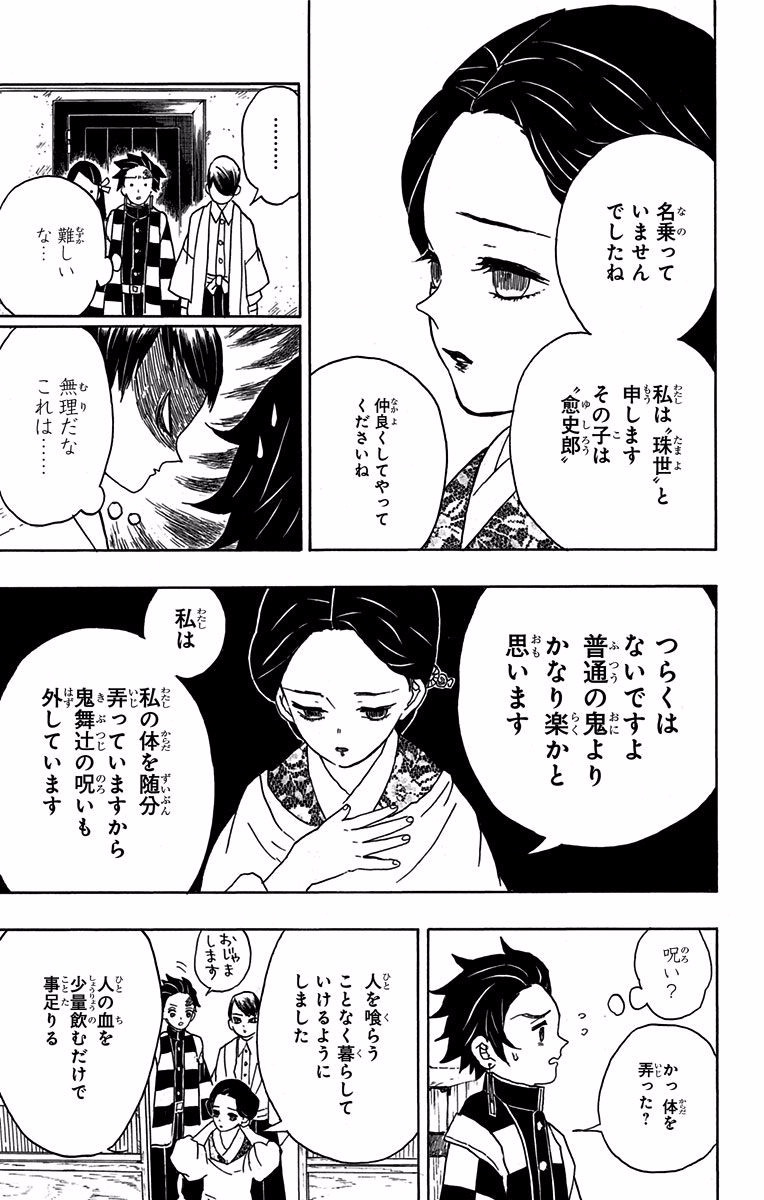 名乗って
いません
でしたね
私は〝珠世〟と
申します
その子は
〝愈史郎〟
仲良くしてやって
くださいね
………
難しい
な…
無理だな
これは……
つらくは
ないですよ
普通の鬼より
かなり楽かと
思います
私は
私の体を随分
弄っていますから
鬼舞辻の呪いも
外しています
呪い？
かっ 体を
弄った？
人を喰らう
ことなく暮らして
いけるように
しました
おじゃま
します
人の血を
少量飲むだけで
事足りる